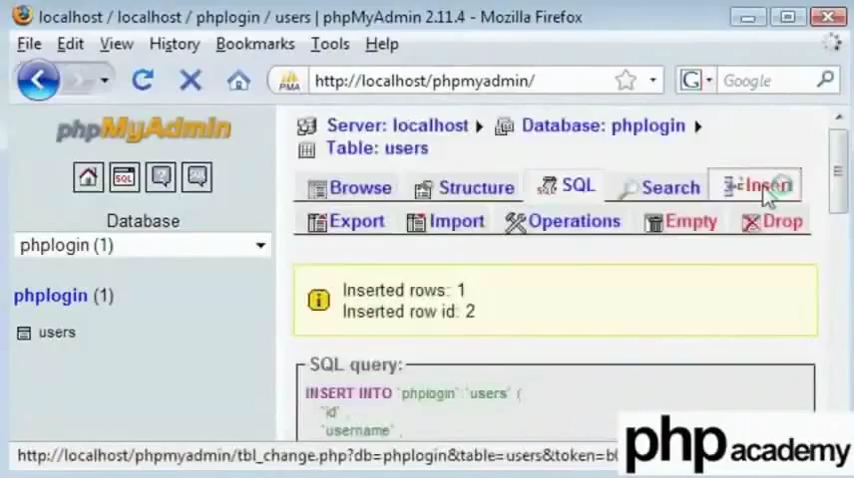 localhost / localhost / phplogin / users | phpMyAdmin 2.11.4 - Mozilla Firefox
File Edit View History Bookmarks Tools Help
PMA http://localhost/phpmyadmin/ G Google
phpMyAdmin
Server: localhost Database: phplogin
Table: users
SQL
Browse Structure SQL Search Insert
Database
Export Import Operations Empty Drop
phplogin (1)
phplogin (1)
users
Inserted rows: 1
Inserted row id: 2
SQL query:
INSERT INTO `phplogin`.`users` (
`id` ,
`username` ,
http://localhost/phpmyadmin/tbl_change.php?db=phplogin&table=users&token=b
php academy